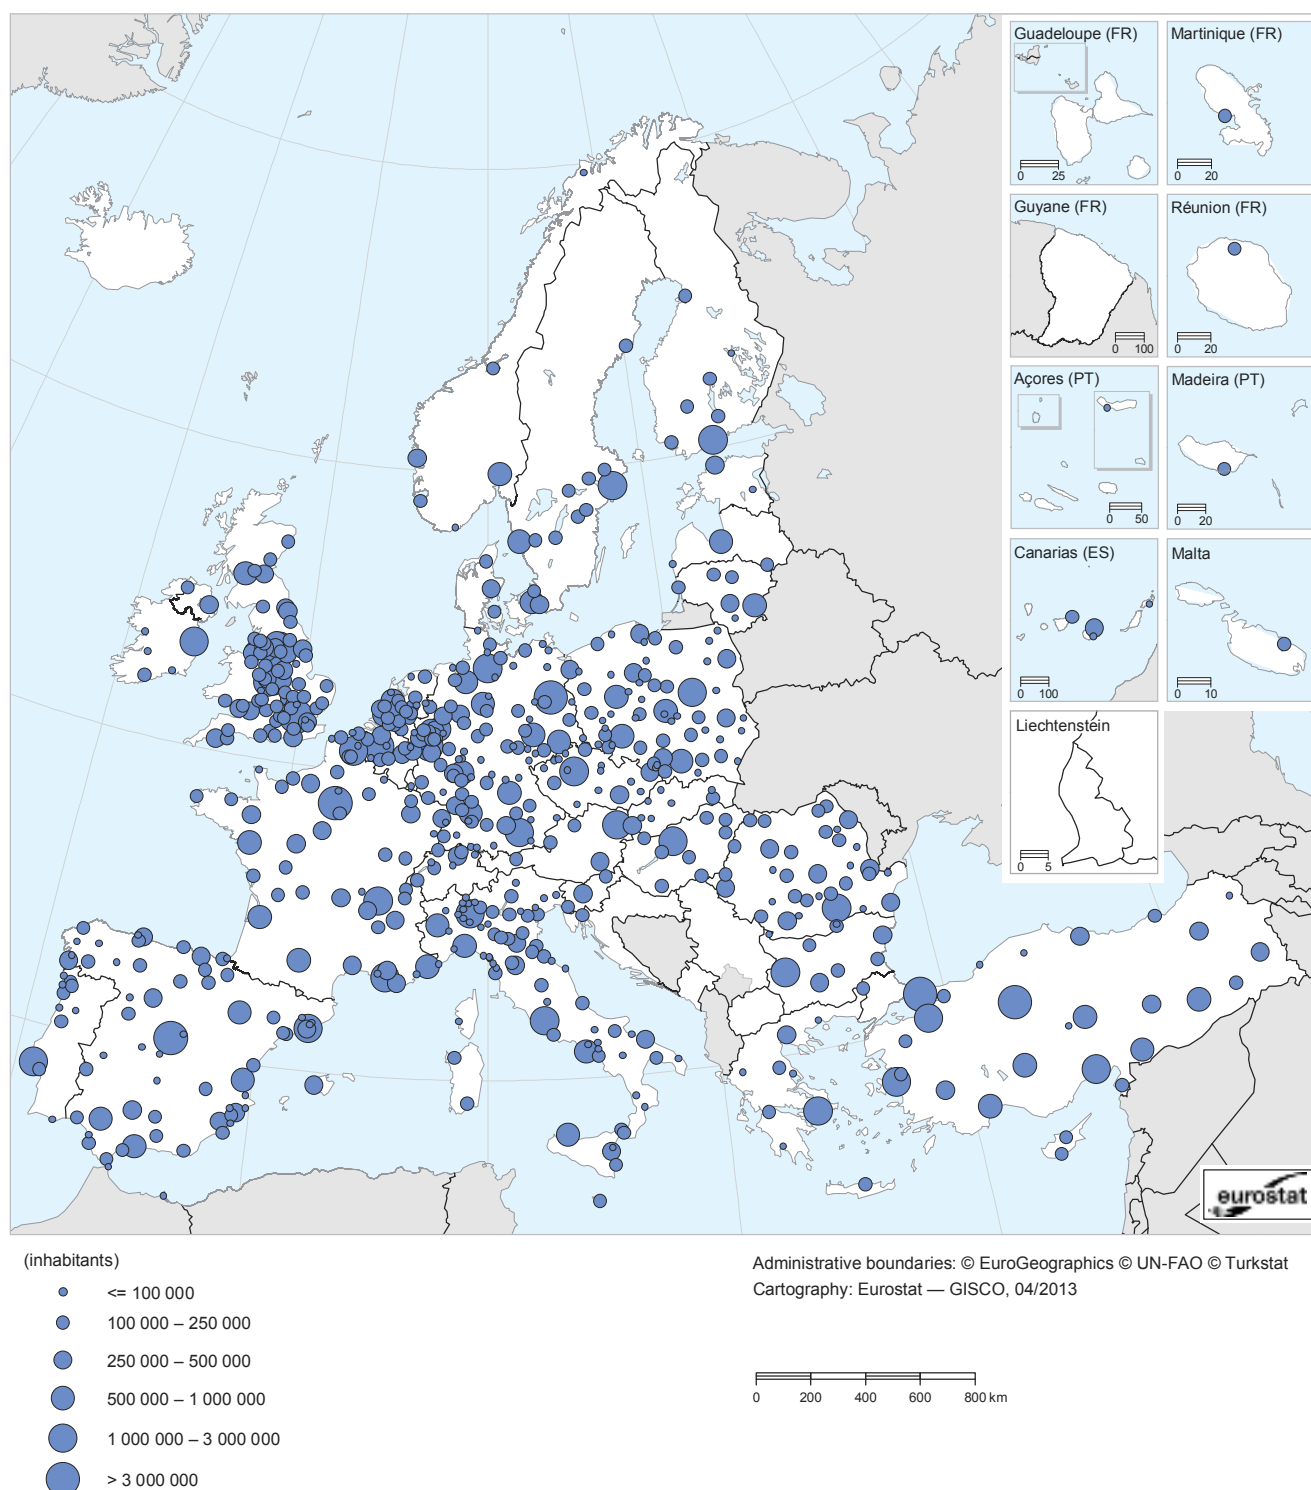 Guadeloupe (FR)
0 25
Martinique (FR)
0 20
Guyane (FR)
0 100
Réunion (FR)
0 20
Açores (PT)
0 50
Madeira (PT)
0 20
Canarias (ES)
0 100
Malta
0 10
Liechtenstein
0 5
eurostat
(inhabitants)
<= 100 000
100 000 – 250 000
250 000 – 500 000
500 000 – 1 000 000
1 000 000 – 3 000 000
> 3 000 000
Administrative boundaries: © EuroGeographics © UN-FAO © Turkstat
Cartography: Eurostat — GISCO, 04/2013
0 200 400 600 800 km